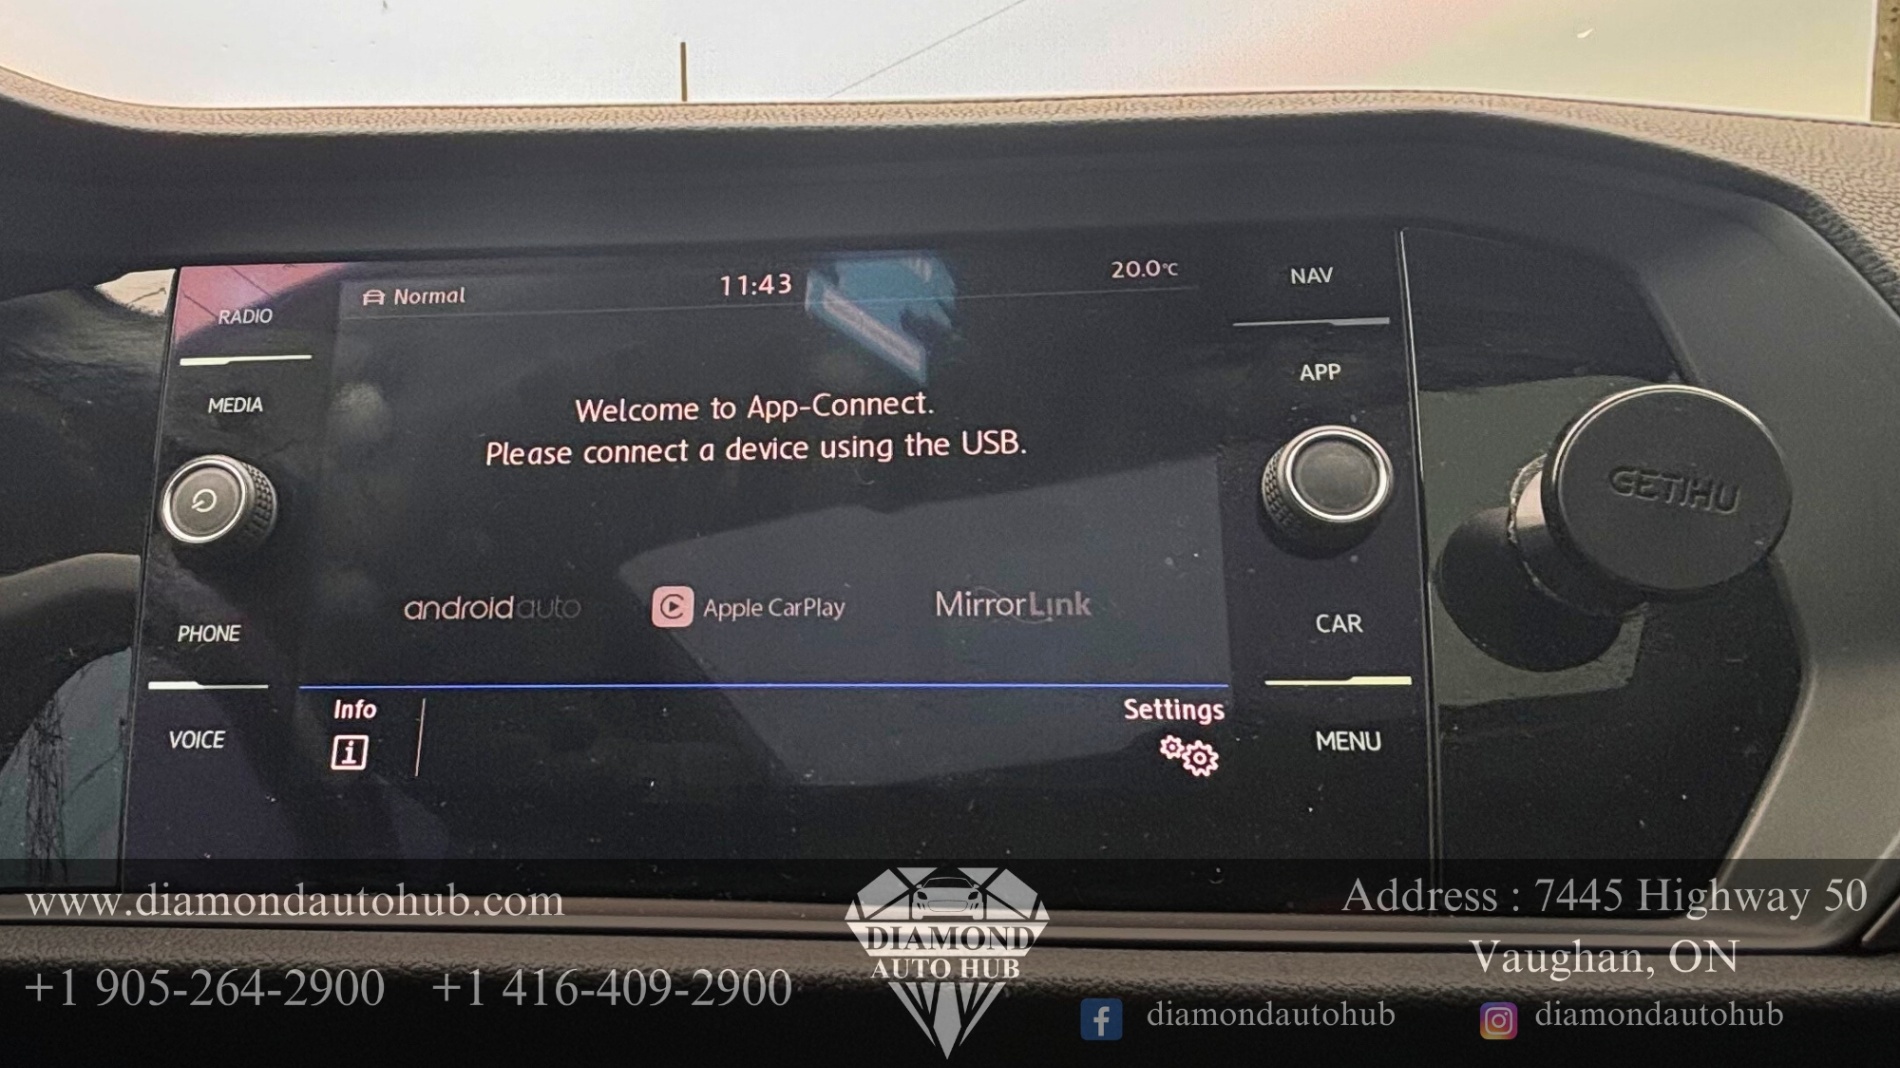 Normal
11:43
20.0°C
NAV
RADIO
MEDIA
APP
Welcome to App-Connect.
Please connect a device using the USB.
GETIHU
androidauto
Apple CarPlay
MirrorLink
PHONE
CAR
Info
Settings
VOICE
i
MENU
www.diamondautohub.com
+1 905-264-2900 +1 416-409-2900
DIAMOND
AUTO HUB
Address : 7445 Highway 50
Vaughan, ON
f diamondautohub
diamondautohub